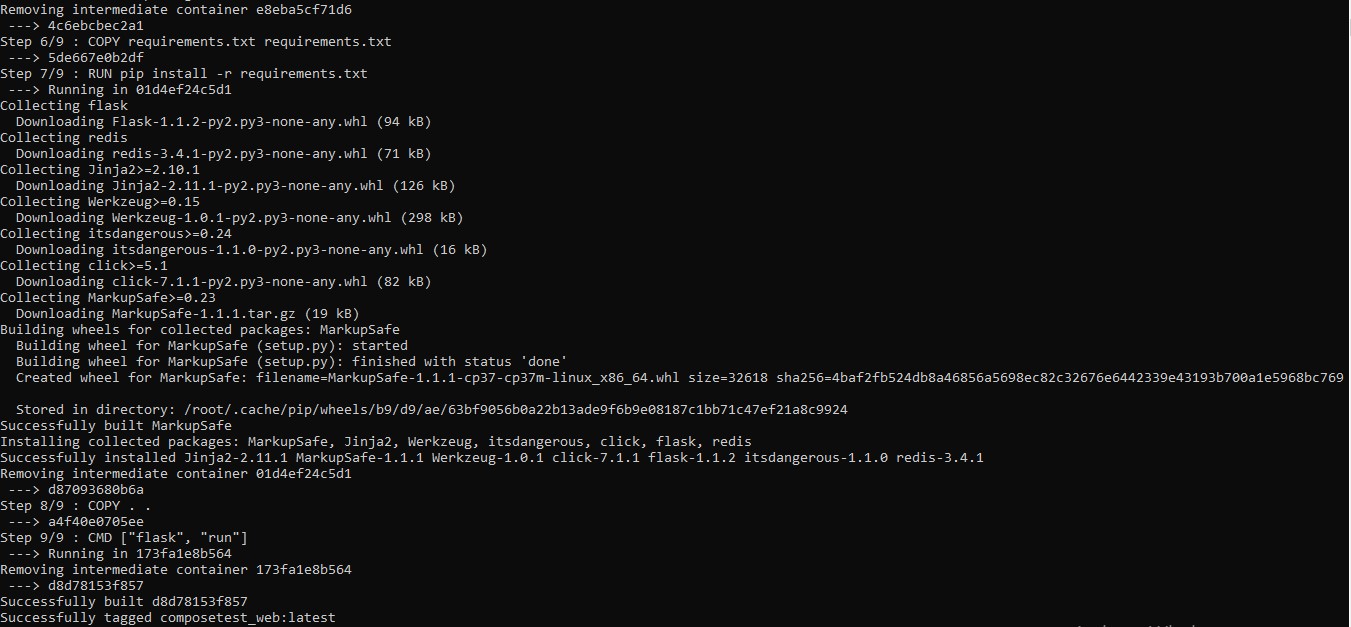 Removing intermediate container e8eba5cf71d6
 ---> 4c6ebcbec2a1
Step 6/9 : COPY requirements.txt requirements.txt
 ---> 5de667e0b2df
Step 7/9 : RUN pip install -r requirements.txt
 ---> Running in 01d4ef24c5d1
Collecting flask
  Downloading Flask-1.1.2-py2.py3-none-any.whl (94 kB)
Collecting redis
  Downloading redis-3.4.1-py2.py3-none-any.whl (71 kB)
Collecting Jinja2>=2.10.1
  Downloading Jinja2-2.11.1-py2.py3-none-any.whl (126 kB)
Collecting Werkzeug>=0.15
  Downloading Werkzeug-1.0.1-py2.py3-none-any.whl (298 kB)
Collecting itsdangerous>=0.24
  Downloading itsdangerous-1.1.0-py2.py3-none-any.whl (16 kB)
Collecting click>=5.1
  Downloading click-7.1.1-py2.py3-none-any.whl (82 kB)
Collecting MarkupSafe>=0.23
  Downloading MarkupSafe-1.1.1.tar.gz (19 kB)
Building wheels for collected packages: MarkupSafe
  Building wheel for MarkupSafe (setup.py): started
  Building wheel for MarkupSafe (setup.py): finished with status 'done'
  Created wheel for MarkupSafe: filename=MarkupSafe-1.1.1-cp37-cp37m-linux_x86_64.whl size=32618 sha256=4baf2fb524db8a46856a5698ec82c32676e6442339e43193b700a1e5968bc769
  Stored in directory: /root/.cache/pip/wheels/b9/d9/ae/63bf9056b0a22b13ade9f6b9e08187c1bb71c47ef21a8c9924
Successfully built MarkupSafe
Installing collected packages: MarkupSafe, Jinja2, Werkzeug, itsdangerous, click, flask, redis
Successfully installed Jinja2-2.11.1 MarkupSafe-1.1.1 Werkzeug-1.0.1 click-7.1.1 flask-1.1.2 itsdangerous-1.1.0 redis-3.4.1
Removing intermediate container 01d4ef24c5d1
 ---> d87093680b6a
Step 8/9 : COPY . .
 ---> a4f40e0705ee
Step 9/9 : CMD ["flask", "run"]
 ---> Running in 173fa1e8b564
Removing intermediate container 173fa1e8b564
 ---> d8d78153f857
Successfully built d8d78153f857
Successfully tagged composetest_web:latest